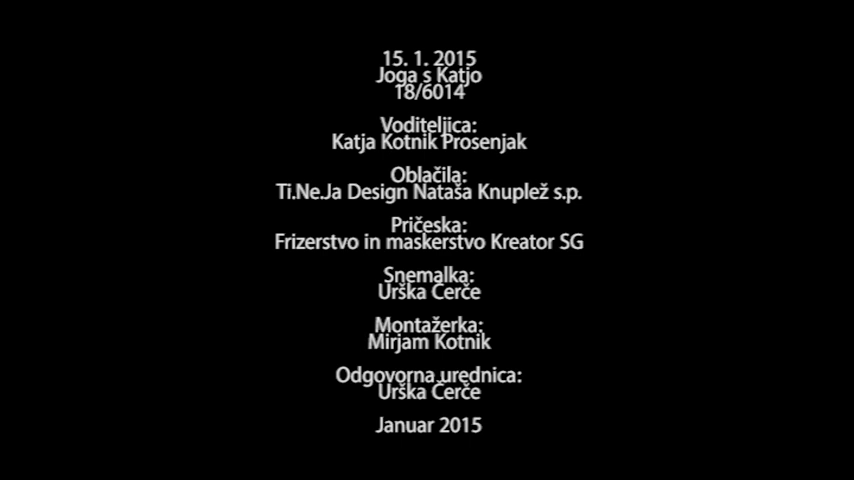 15. 1. 2015
Joga s Katjo
18/6014
Voditeljica:
Katja Kotnik Prosenjak
Oblačila:
Ti.Ne.Ja Design Nataša Knuplež s.p.
Pričeska:
Frizerstvo in maskerstvo Kreator SG
Snemalka:
Urška Čerče
Montažerka:
Mirjam Kotnik
Odgovorna urednica:
Urška Čerče
Januar 2015